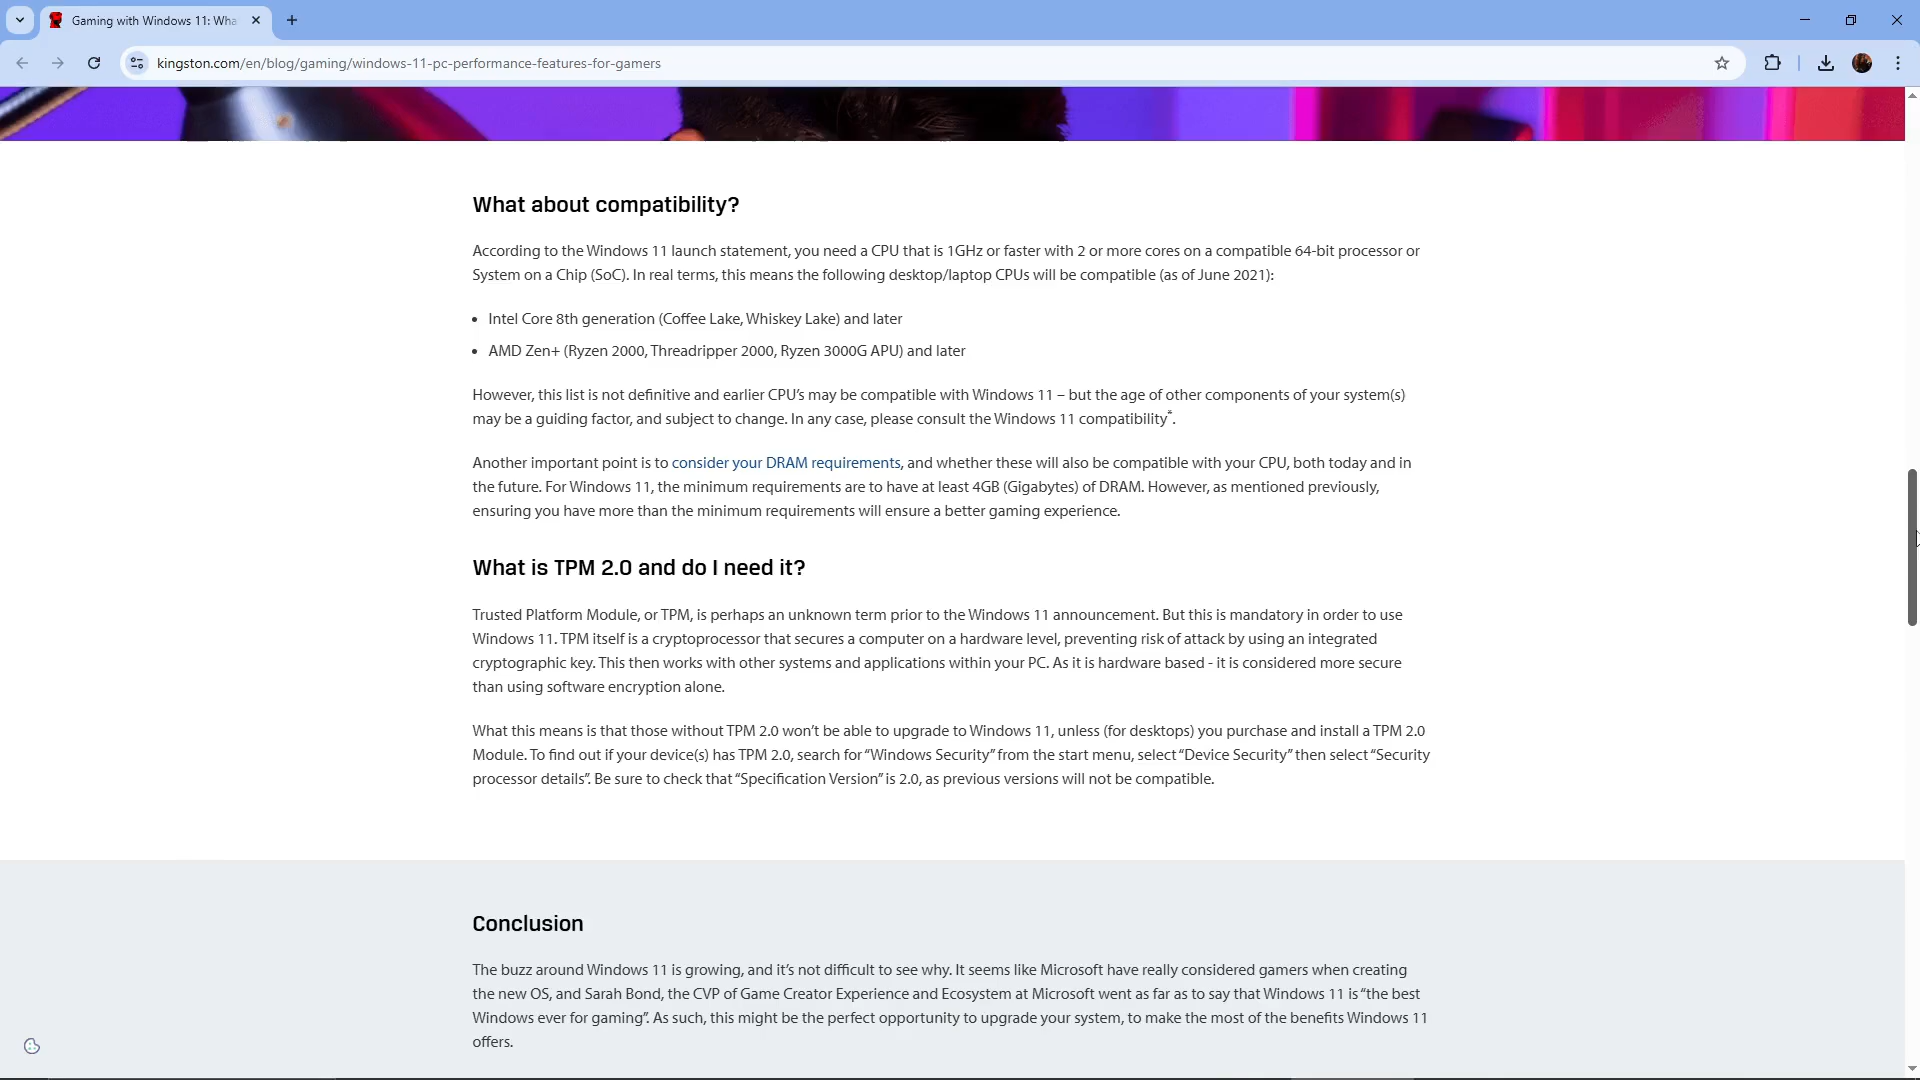 Gaming with Windows 11: Wha
kingston.com/en/blog/gaming/windows-11-pc-performance-features-for-gamers
What about compatibility?
According to the Windows 11 launch statement, you need a CPU that is 1GHz or faster with 2 or more cores on a compatible 64-bit processor or
System on a Chip (SoC). In real terms, this means the following desktop/laptop CPUs will be compatible (as of June 2021):
• Intel Core 8th generation (Coffee Lake, Whiskey Lake) and later
• AMD Zen+ (Ryzen 2000, Threadripper 2000, Ryzen 3000G APU) and later
However, this list is not definitive and earlier CPU's may be compatible with Windows 11 – but the age of other components of your system(s)
may be a guiding factor, and subject to change. In any case, please consult the Windows 11 compatibility*.
Another important point is to consider your DRAM requirements, and whether these will also be compatible with your CPU, both today and in
the future. For Windows 11, the minimum requirements are to have at least 4GB (Gigabytes) of DRAM. However, as mentioned previously,
ensuring you have more than the minimum requirements will ensure a better gaming experience.
What is TPM 2.0 and do I need it?
Trusted Platform Module, or TPM, is perhaps an unknown term prior to the Windows 11 announcement. But this is mandatory in order to use
Windows 11. TPM itself is a cryptoprocessor that secures a computer on a hardware level, preventing risk of attack by using an integrated
cryptographic key. This then works with other systems and applications within your PC. As it is hardware based - it is considered more secure
than using software encryption alone.
What this means is that those without TPM 2.0 won't be able to upgrade to Windows 11, unless (for desktops) you purchase and install a TPM 2.0
Module. To find out if your device(s) has TPM 2.0, search for “Windows Security” from the start menu, select “Device Security” then select “Security
processor details”. Be sure to check that “Specification Version” is 2.0, as previous versions will not be compatible.
Conclusion
The buzz around Windows 11 is growing, and it's not difficult to see why. It seems like Microsoft have really considered gamers when creating
the new OS, and Sarah Bond, the CVP of Game Creator Experience and Ecosystem at Microsoft went as far as to say that Windows 11 is “the best
Windows ever for gaming”. As such, this might be the perfect opportunity to upgrade your system, to make the most of the benefits Windows 11
offers.